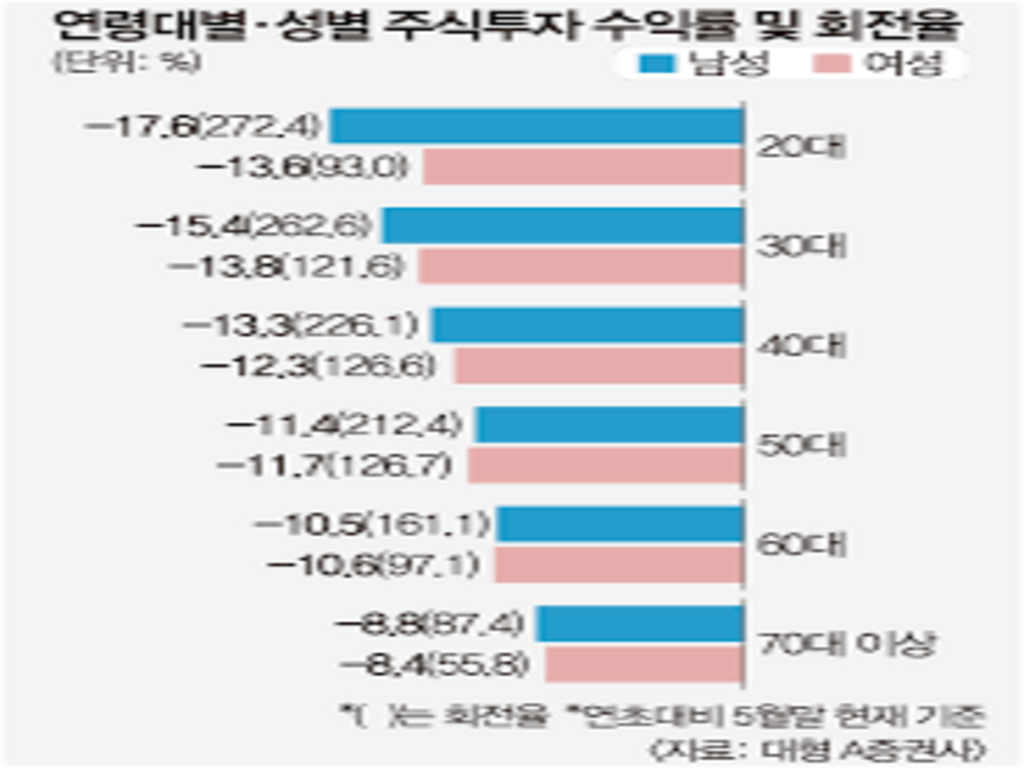 연령대별·성별 주식투자 수익률 및 회전율
(단위: %)
남성 여성
-17.6(272.4)
-13.6(93.0)
20대
-15.4(262.6)
-13.8(121.6)
30대
-13.3(226.1)
-12.3(126.6)
40대
-11.4(212.4)
-11.7(126.7)
50대
-10.5(161.1)
-10.6(97.1)
60대
-8.8(87.4)
-8.4(55.8)
70대 이상
*( )는 회전율 *연초대비 5월말 현재 기준
〈자료: 대형 A증권사〉